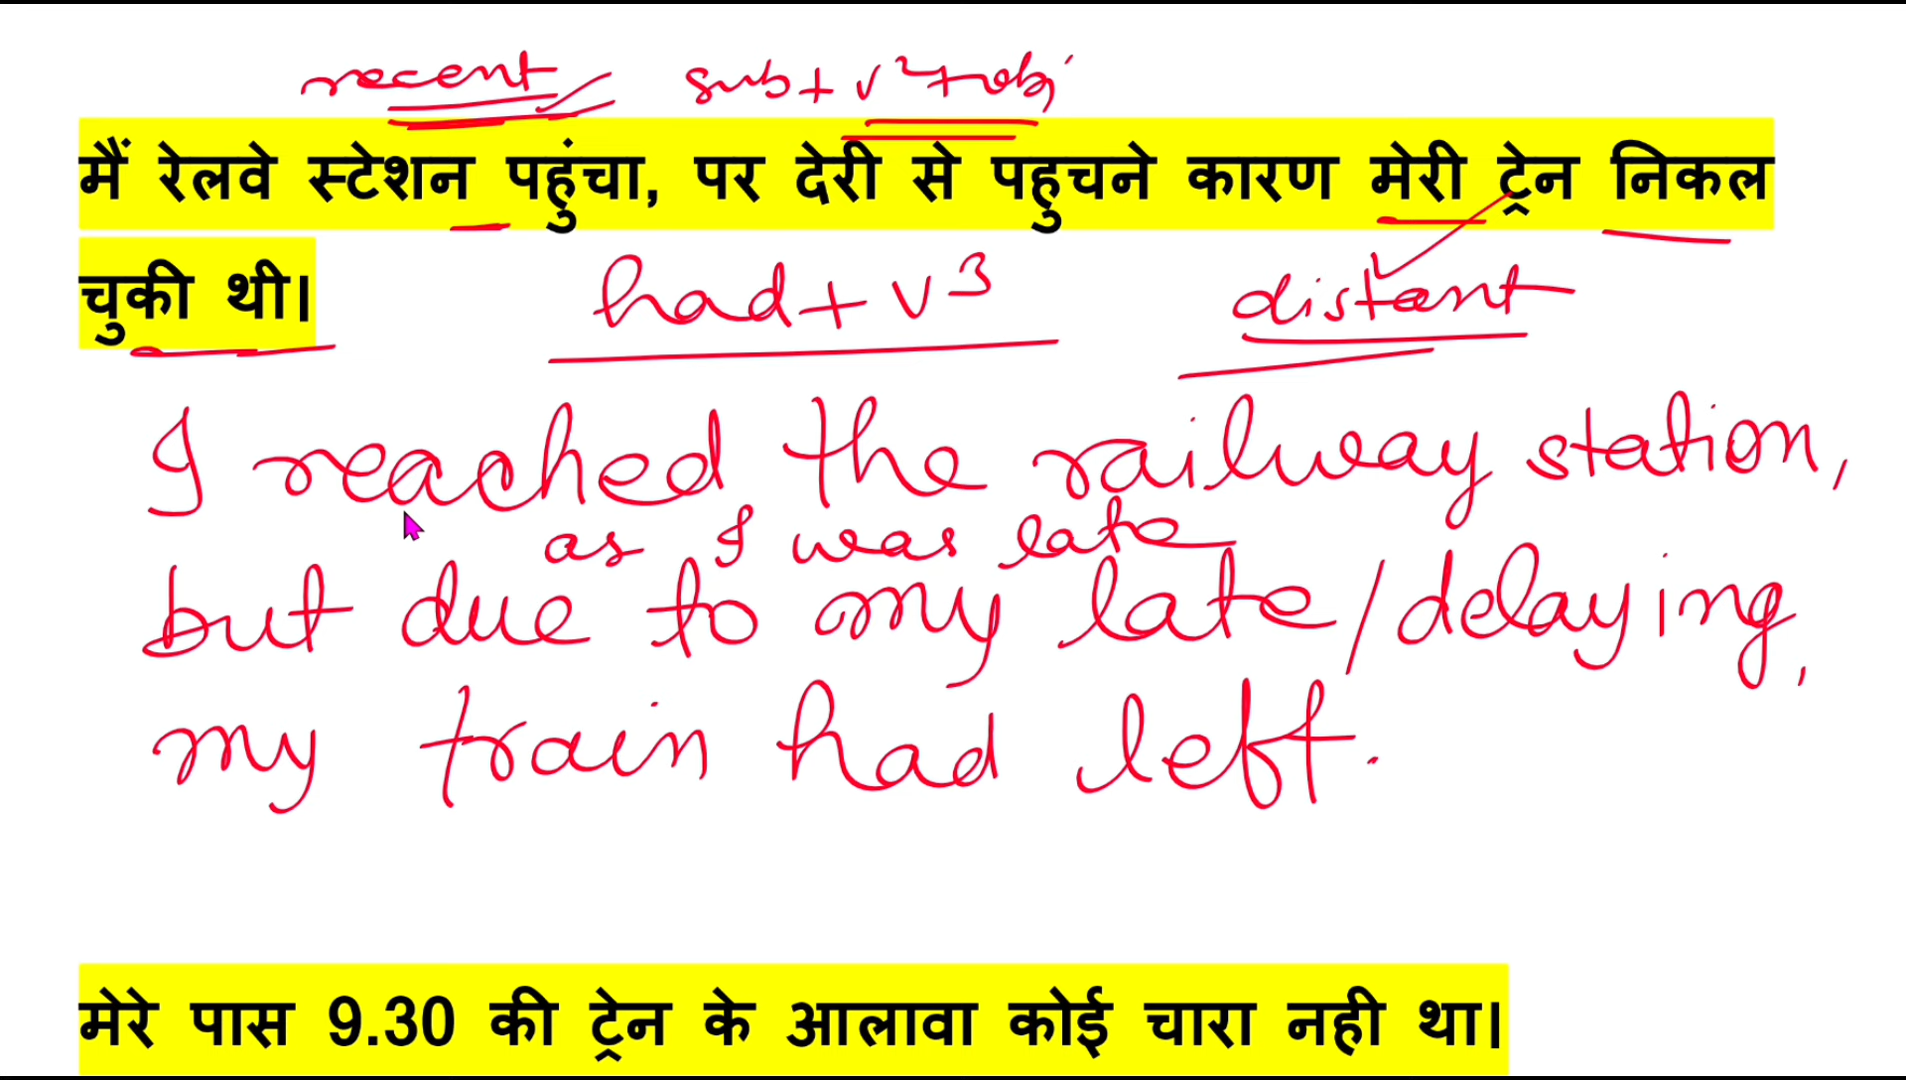 recent sub + v2 + obj
मैं रेलवे स्टेशन पहुंचा, पर देरी से पहुचने कारण मेरी ट्रेन निकल
चुकी थी। had + v3 distant
I reached the railway station,
as I was late
but due to my late/delaying,
my train had left.
मेरे पास 9.30 की ट्रेन के आलावा कोई चारा नही था।